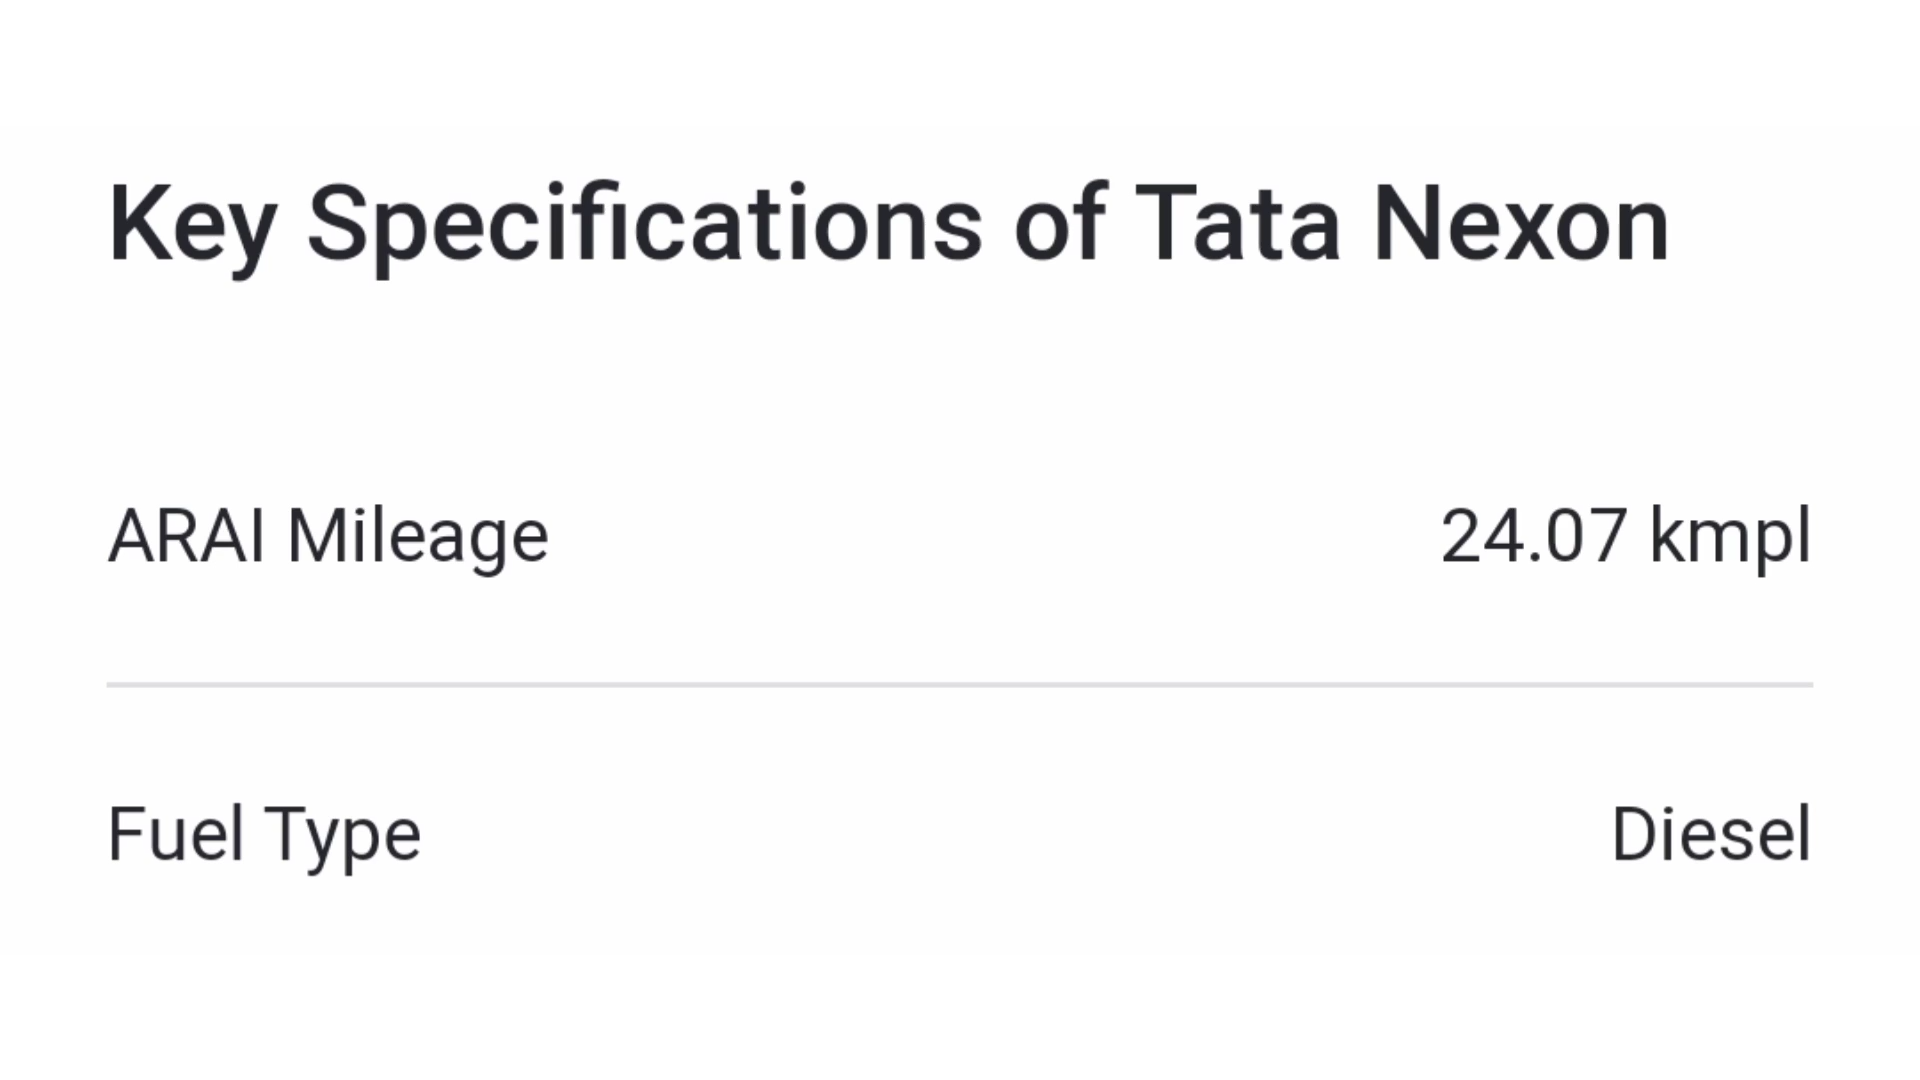 Key Specifications of Tata Nexon
ARAI Mileage 24.07 kmpl
Fuel Type Diesel